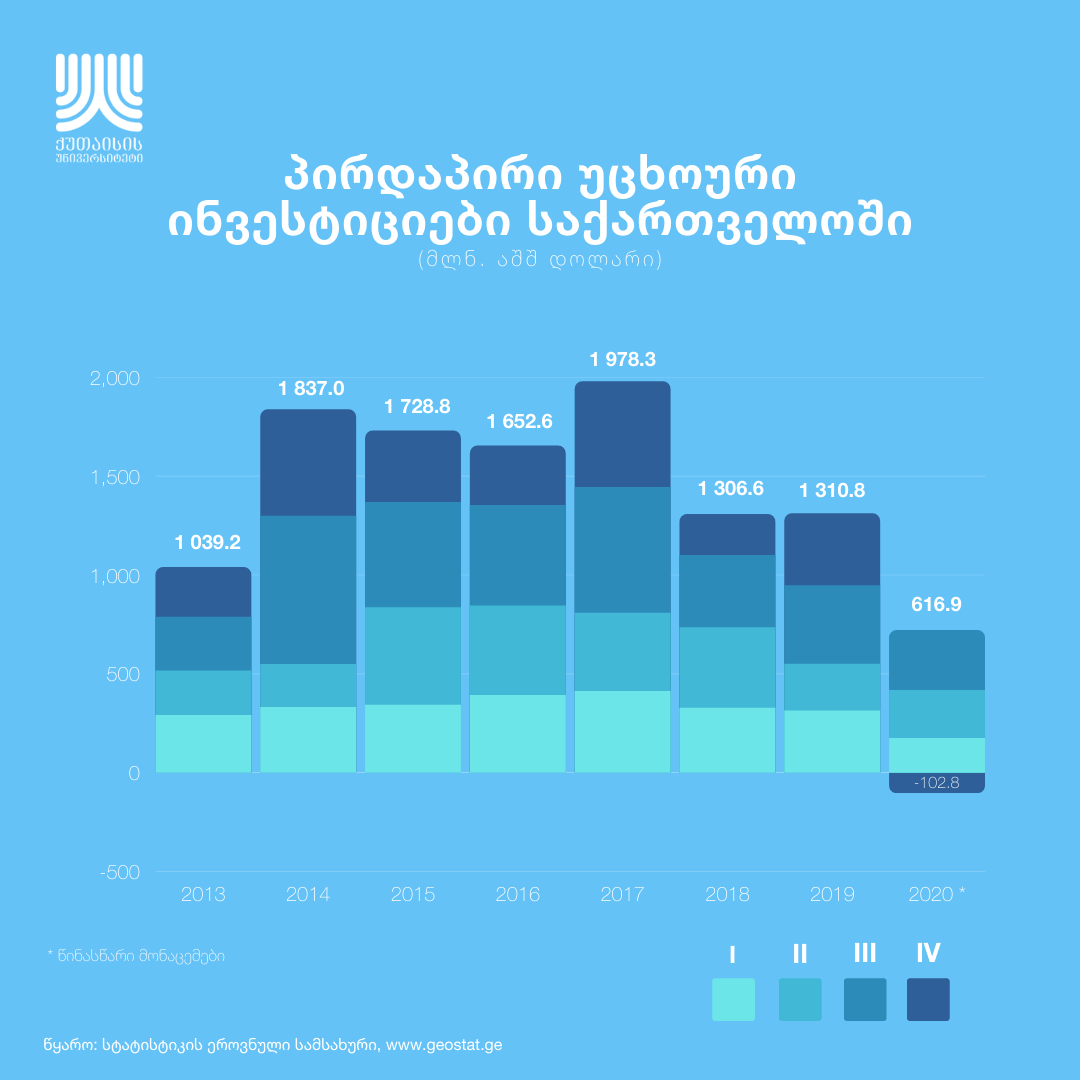 ქუთაისის
უნივერსიტეტი
პირდაპირი უცხოური
ინვესტიციები საქართველოში
(მლნ. აშშ დოლარი)
1 978.3
2,000
1 837.0
1 728.8
1 652.6
1,500
1 306.6
1 310.8
1 039.2
1,000
616.9
500
0
-102.8
-500
2013
2014
2015
2016
2017
2018
2019
2020 *
* წინასწარი მონაცემები
I
II
III
IV
წყარო: სტატისტიკის ეროვნული სამსახური, www.geostat.ge